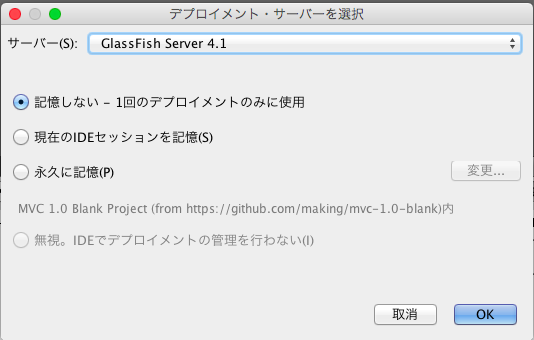 デプロイメント・サーバーを選択
サーバー(S): GlassFish Server 4.1
記憶しない – 1回のデプロイメントのみに使用
現在のIDEセッションを記憶(S)
永久に記憶(P) 変更...
MVC 1.0 Blank Project (from https://github.com/making/mvc-1.0-blank)内
無視。IDEでデプロイメントの管理を行わない(I)
取消 OK